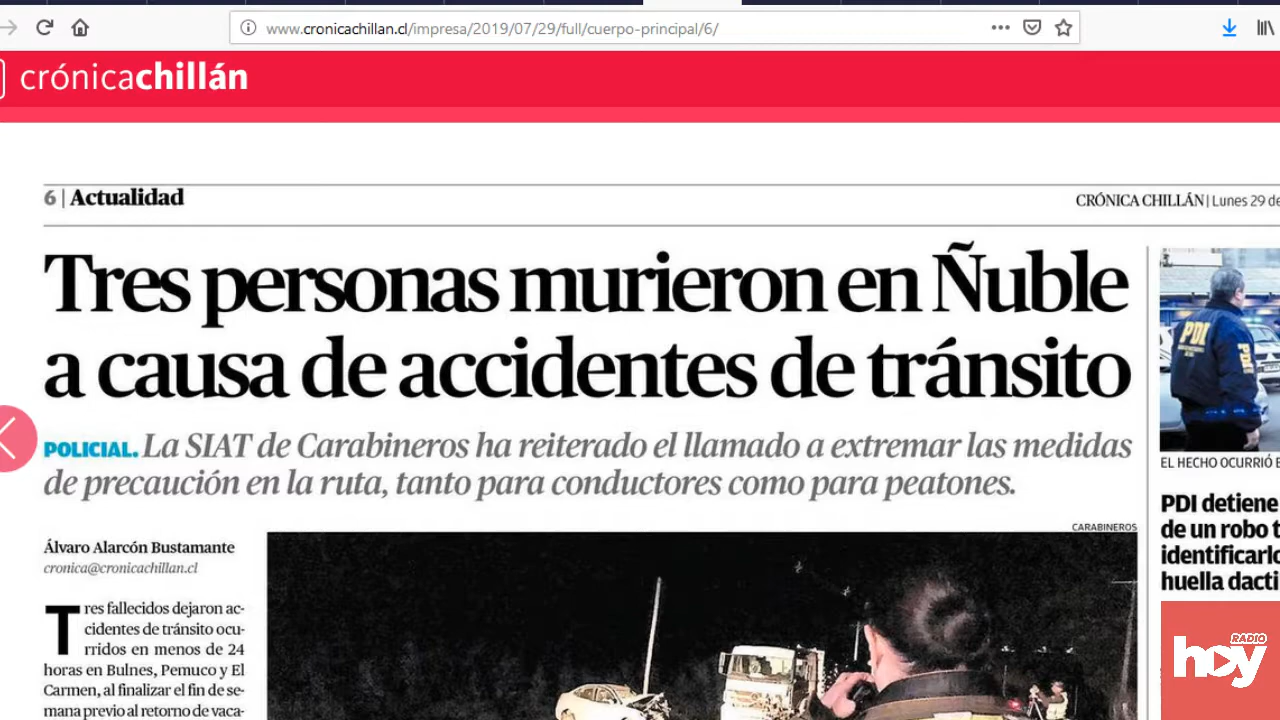 www.cronicachillan.cl/impresa/2019/07/29/full/cuerpo-principal/6/
crónicachillán
6 | Actualidad
CRÓNICA CHILLÁN | Lunes 29 de
Tres personas murieron en Ñuble
a causa de accidentes de tránsito
POLICIAL. La SIAT de Carabineros ha reiterado el llamado a extremar las medidas
de precaución en la ruta, tanto para conductores como para peatones.
CARABINEROS
Álvaro Alarcón Bustamante
cronica@cronicachillan.cl
Tres fallecidos dejaron ac-
cidentes de tránsito ocu-
rridos en menos de 24
horas en Bulnes, Pemuco y El
Carmen, al finalizar el fin de se-
mana previo al retorno de vaca-
PDI
EL HECHO OCURRIÓ E
PDI detiene
de un robo t
identificarlo
huella dacti
RADIO
hoy